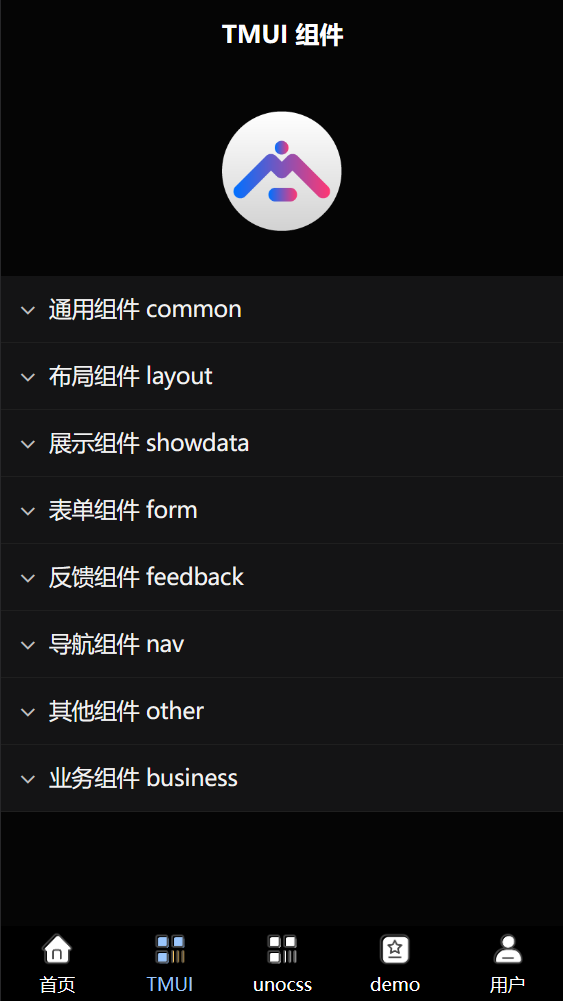 TMUI 组件
通用组件 common
布局组件 layout
展示组件 showdata
表单组件 form
反馈组件 feedback
导航组件 nav
其他组件 other
业务组件 business
首页 TMUI unocss demo 用户